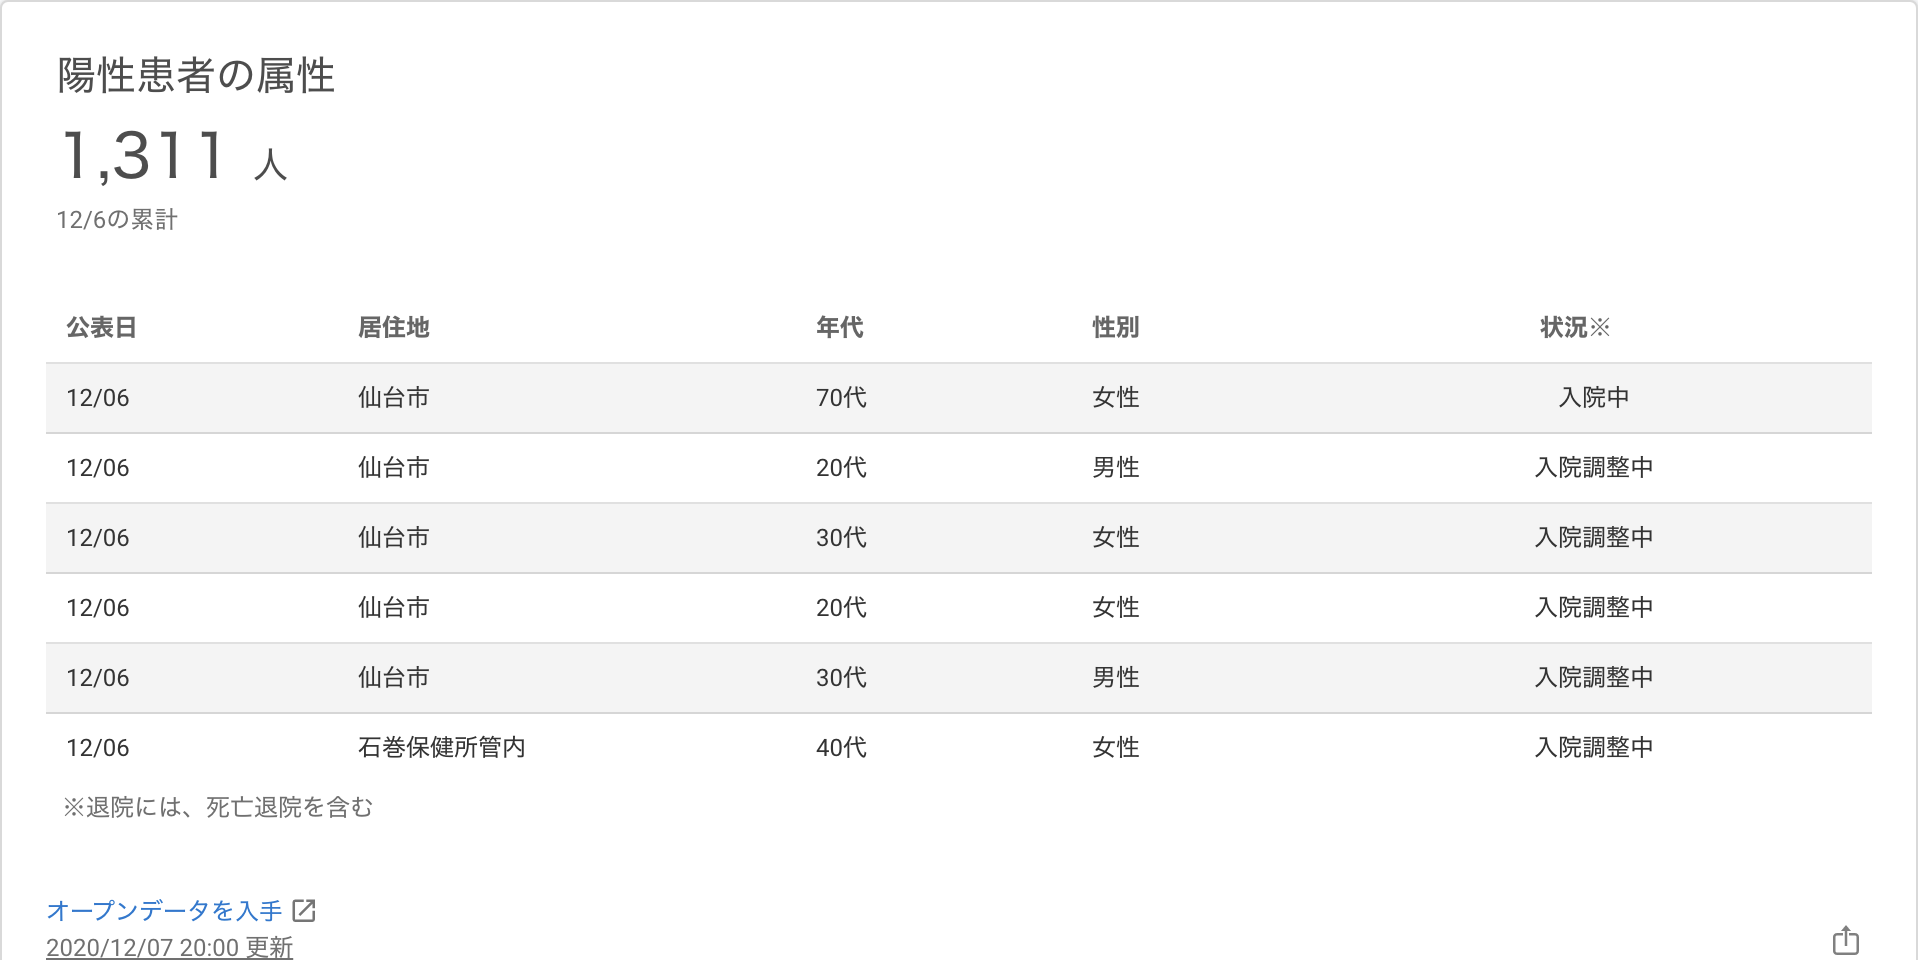 陽性患者の属性
1,311 人
12/6の累計
公表日 居住地 年代 性別 状況※
12/06 仙台市 70代 女性 入院中
12/06 仙台市 20代 男性 入院調整中
12/06 仙台市 30代 女性 入院調整中
12/06 仙台市 20代 女性 入院調整中
12/06 仙台市 30代 男性 入院調整中
12/06 石巻保健所管内 40代 女性 入院調整中
※退院には、死亡退院を含む
オープンデータを入手
2020/12/07 20:00 更新